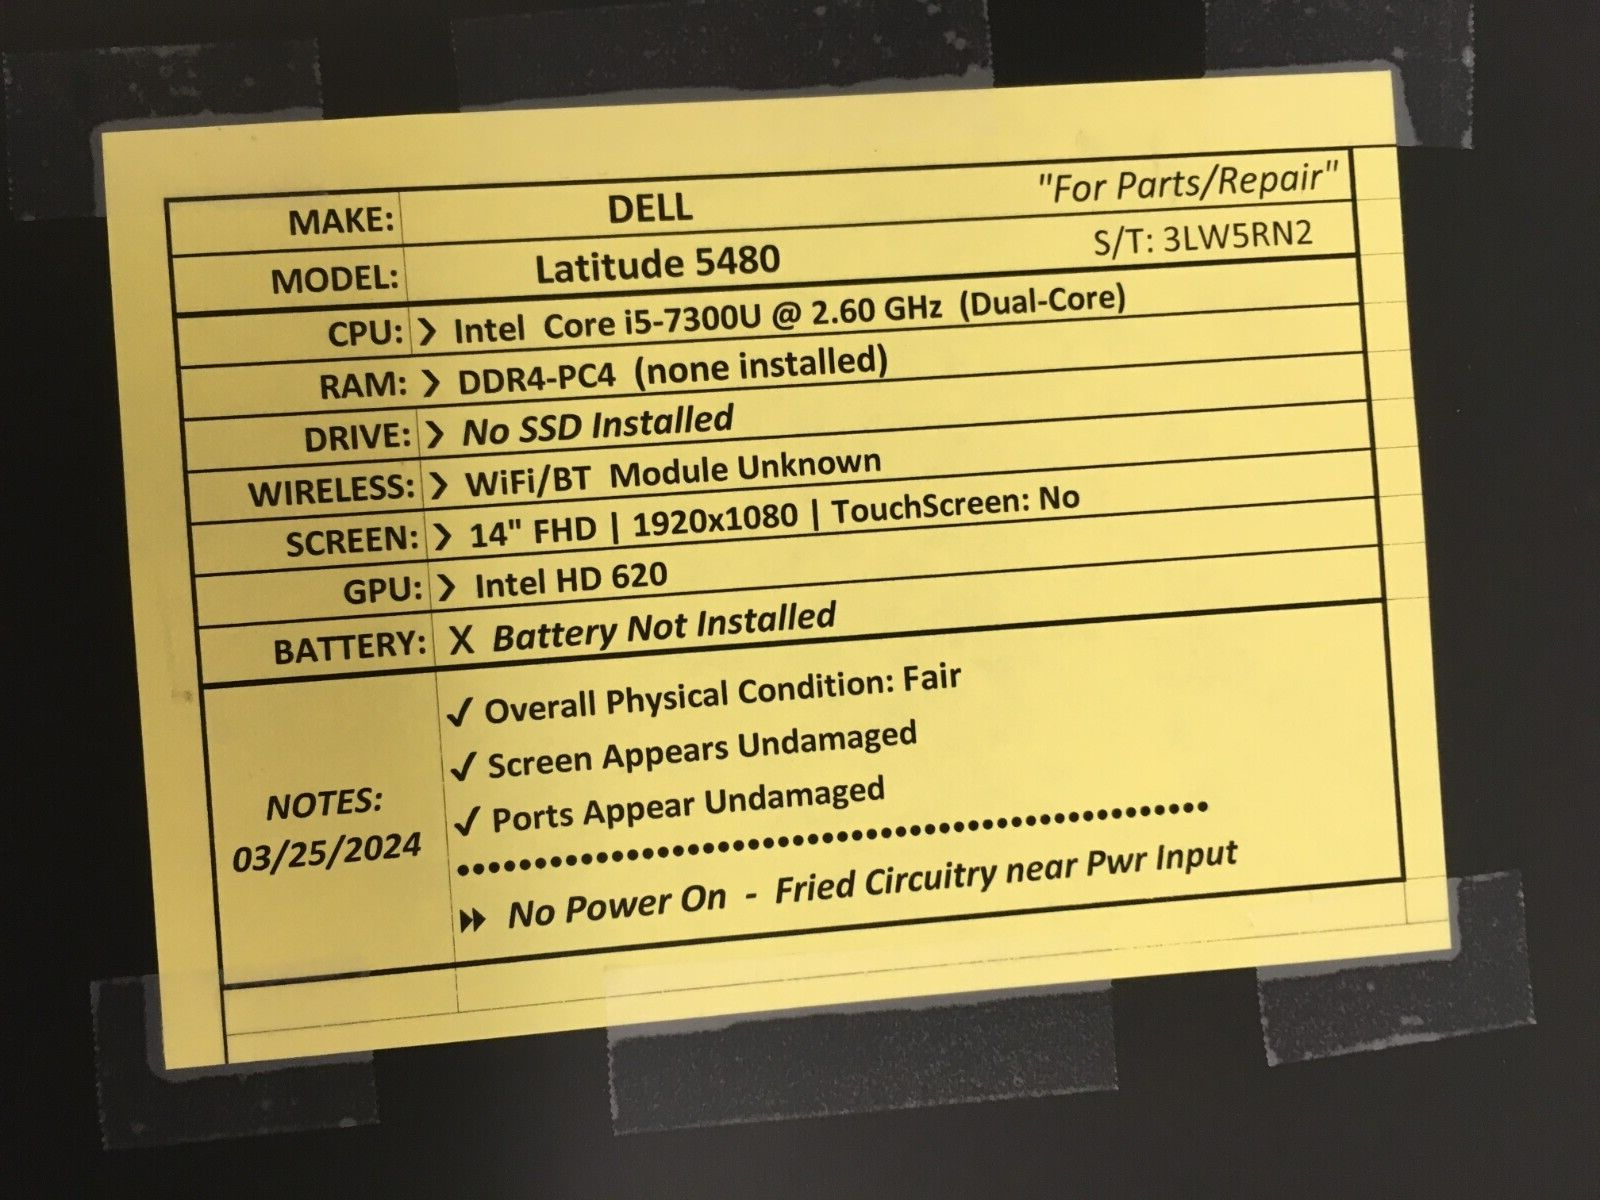 MAKE: DELL "For Parts/Repair"
MODEL: Latitude 5480 S/T: 3LW5RN2
CPU: ❯ Intel Core i5-7300U @ 2.60 GHz (Dual-Core)
RAM: ❯ DDR4-PC4 (none installed)
DRIVE: ❯ No SSD Installed
WIRELESS: ❯ WiFi/BT Module Unknown
SCREEN: ❯ 14" FHD | 1920x1080 | TouchScreen: No
GPU: ❯ Intel HD 620
BATTERY: X Battery Not Installed
NOTES:
03/25/2024
✓ Overall Physical Condition: Fair
✓ Screen Appears Undamaged
✓ Ports Appear Undamaged
No Power On - Fried Circuitry near Pwr Input